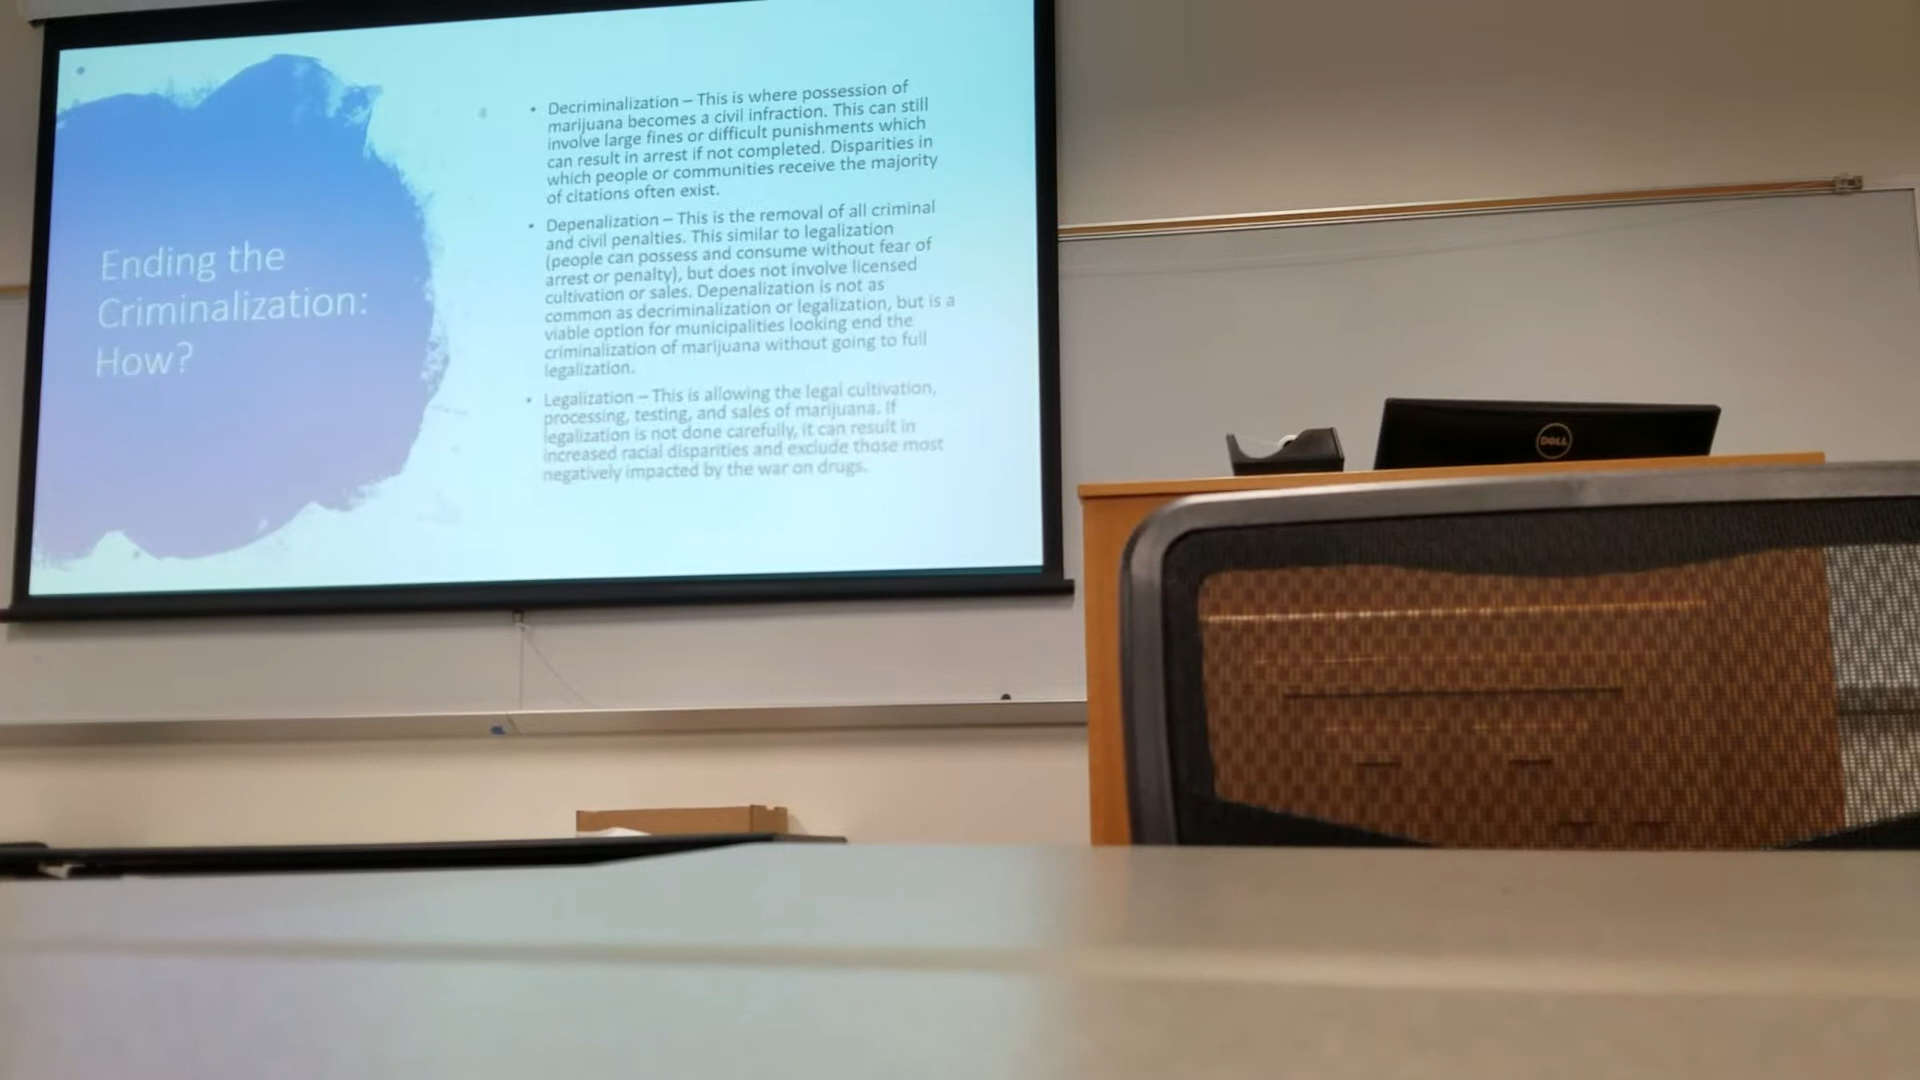 Ending the
Criminalization:
How?
• Decriminalization – This is where possession of
marijuana becomes a civil infraction. This can still
involve large fines or difficult punishments which
can result in arrest if not completed. Disparities in
which people or communities receive the majority
of citations often exist.
• Depenalization – This is the removal of all criminal
and civil penalties. This similar to legalization
(people can possess and consume without fear of
arrest or penalty), but does not involve licensed
cultivation or sales. Depenalization is not as
common as decriminalization or legalization, but is a
viable option for municipalities looking end the
criminalization of marijuana without going to full
legalization.
• Legalization – This is allowing the legal cultivation,
processing, testing, and sales of marijuana. If
legalization is not done carefully, it can result in
increased racial disparities and exclude those most
negatively impacted by the war on drugs.
DELL